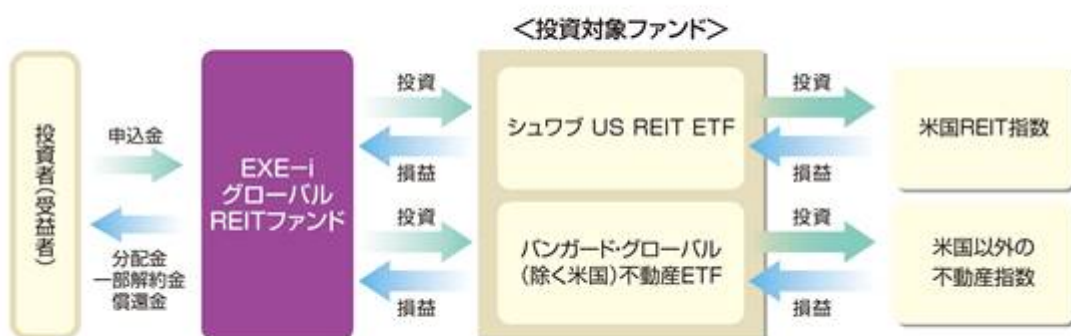 <投資対象ファンド>
投資者(受益者)
申込金
分配金
一部解約金
償還金
EXE-i
グローバル
REITファンド
投資
損益
投資
損益
シュワブ US REIT ETF
バンガード・グローバル
(除く米国)不動産ETF
投資
損益
投資
損益
米国REIT指数
米国以外の
不動産指数